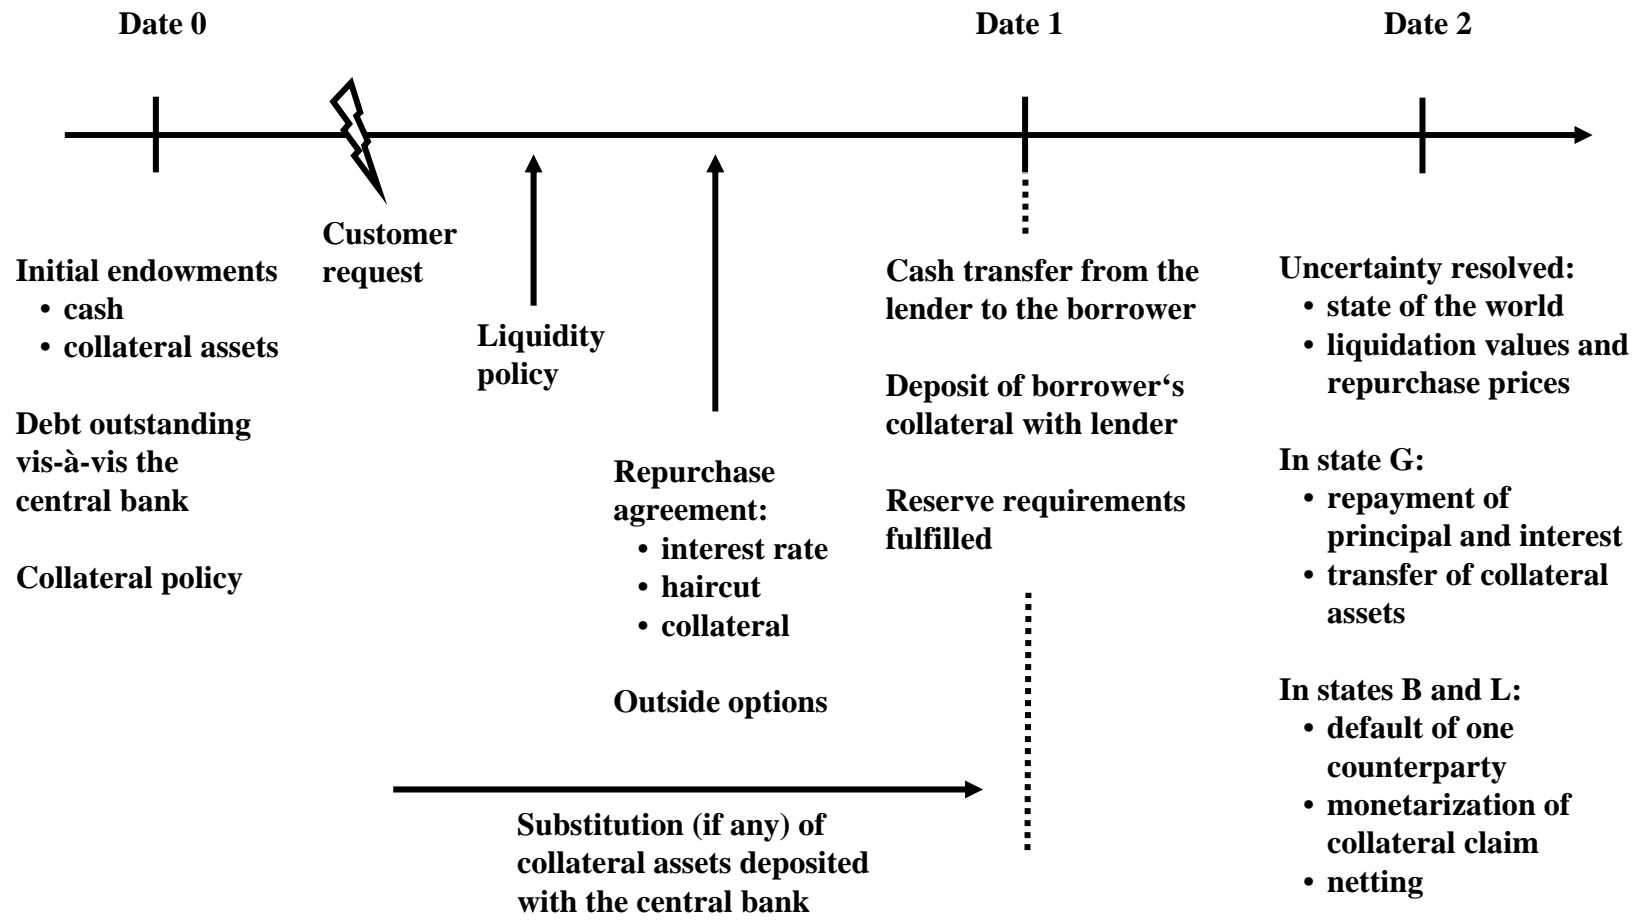 Date 0
Date 1
Date 2
Initial endowments
• cash
• collateral assets
Debt outstanding
vis-à-vis the
central bank
Collateral policy
Customer
request
Liquidity
policy
Repurchase
agreement:
• interest rate
• haircut
• collateral
Outside options
Substitution (if any) of
collateral assets deposited
with the central bank
Cash transfer from the
lender to the borrower
Deposit of borrower‘s
collateral with lender
Reserve requirements
fulfilled
Uncertainty resolved:
• state of the world
• liquidation values and
repurchase prices
In state G:
• repayment of
principal and interest
• transfer of collateral
assets
In states B and L:
• default of one
counterparty
• monetarization of
collateral claim
• netting